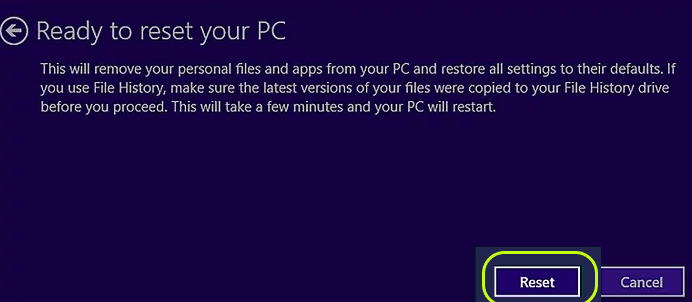 Ready to reset your PC
This will remove your personal files and apps from your PC and restore all settings to their defaults. If
you use File History, make sure the latest versions of your files were copied to your File History drive
before you proceed. This will take a few minutes and your PC will restart.
Reset Cancel